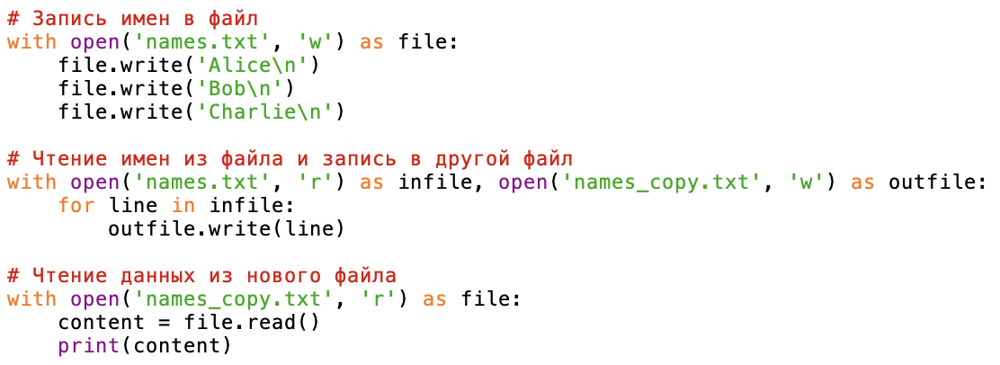 # Запись имен в файл
with open('names.txt', 'w') as file:
    file.write('Alice\n')
    file.write('Bob\n')
    file.write('Charlie\n')

# Чтение имен из файла и запись в другой файл
with open('names.txt', 'r') as infile, open('names_copy.txt', 'w') as outfile:
    for line in infile:
        outfile.write(line)

# Чтение данных из нового файла
with open('names_copy.txt', 'r') as file:
    content = file.read()
    print(content)